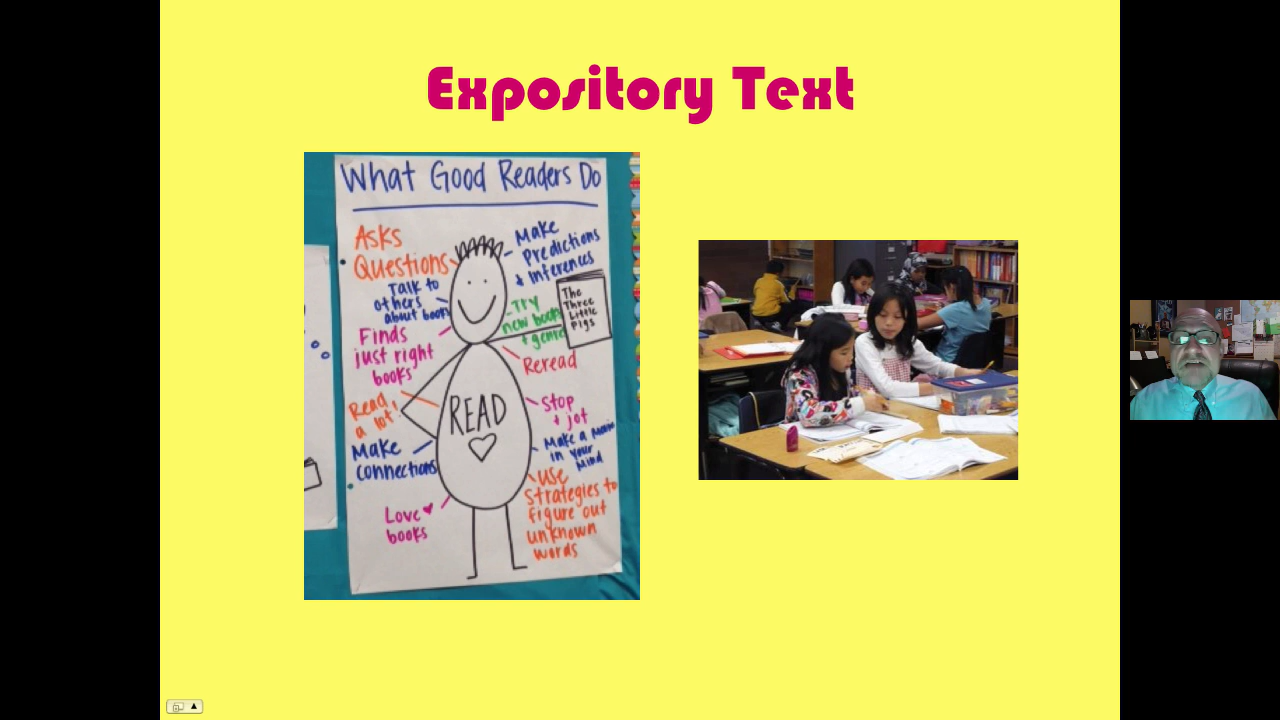 Expository Text
What Good Readers Do
Asks
Questions
Talk to
others
about books
Finds
just right
books
Read
a lot!
Make
connections
Love ♥
books
READ
Make
Predictions
& Inferences
Try
new books
+ genre
The
Three
Little
Pigs
Reread
Stop
+ jot
Make a
in your
Mind
use
strategies to
figure out
unknown
words